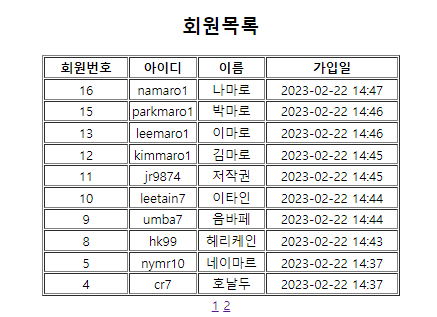 회원목록
회원번호 아이디 이름 가입일
16 namaro1 나마로 2023-02-22 14:47
15 parkmaro1 박마로 2023-02-22 14:46
13 leemaro1 이마로 2023-02-22 14:46
12 kimmaro1 김마로 2023-02-22 14:45
11 jr9874 저작권 2023-02-22 14:45
10 leetain7 이타인 2023-02-22 14:44
9 umba7 음바페 2023-02-22 14:44
8 hk99 헤리케인 2023-02-22 14:43
5 nymr10 네이마르 2023-02-22 14:37
4 cr7 호날두 2023-02-22 14:37
1 2